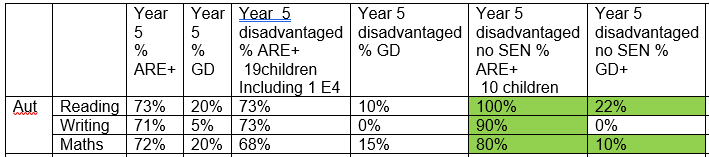 Year 5 % ARE+ | Year 5 % GD | Year 5 disadvantaged % ARE+ 19children Including 1 E4 | Year 5 disadvantaged % GD | Year 5 disadvantaged no SEN % ARE+ 10 children | Year 5 disadvantaged no SEN % GD+
Aut | Reading | 73% | 20% | 73% | 10% | 100% | 22%
Writing | 71% | 5% | 73% | 0% | 90% | 0%
Maths | 72% | 20% | 68% | 15% | 80% | 10%